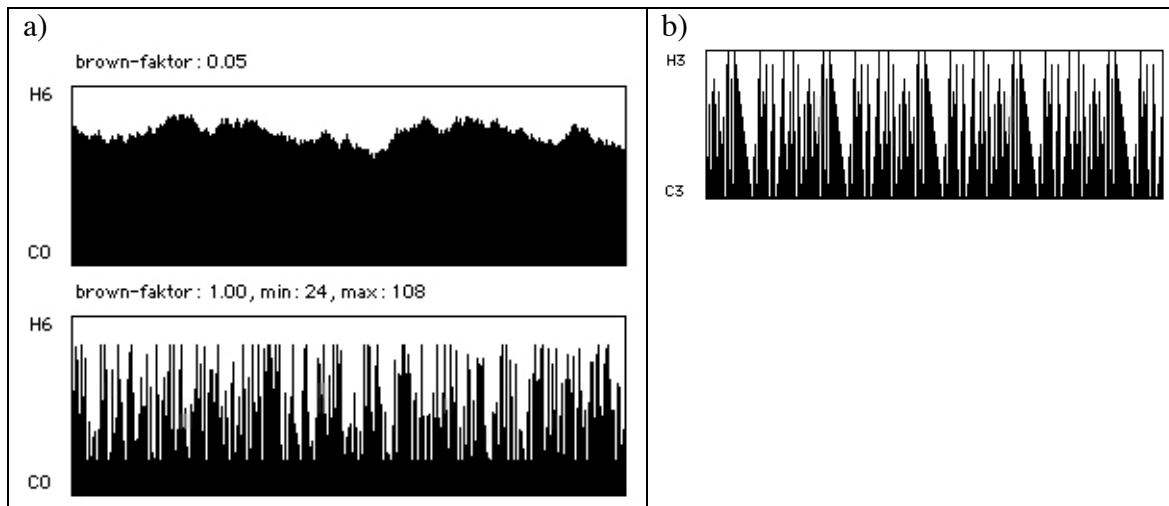 a)
brown-faktor: 0.05
H6
C0
brown-faktor: 1.00, min: 24, max: 108
H6
C0
b)
H3
C3